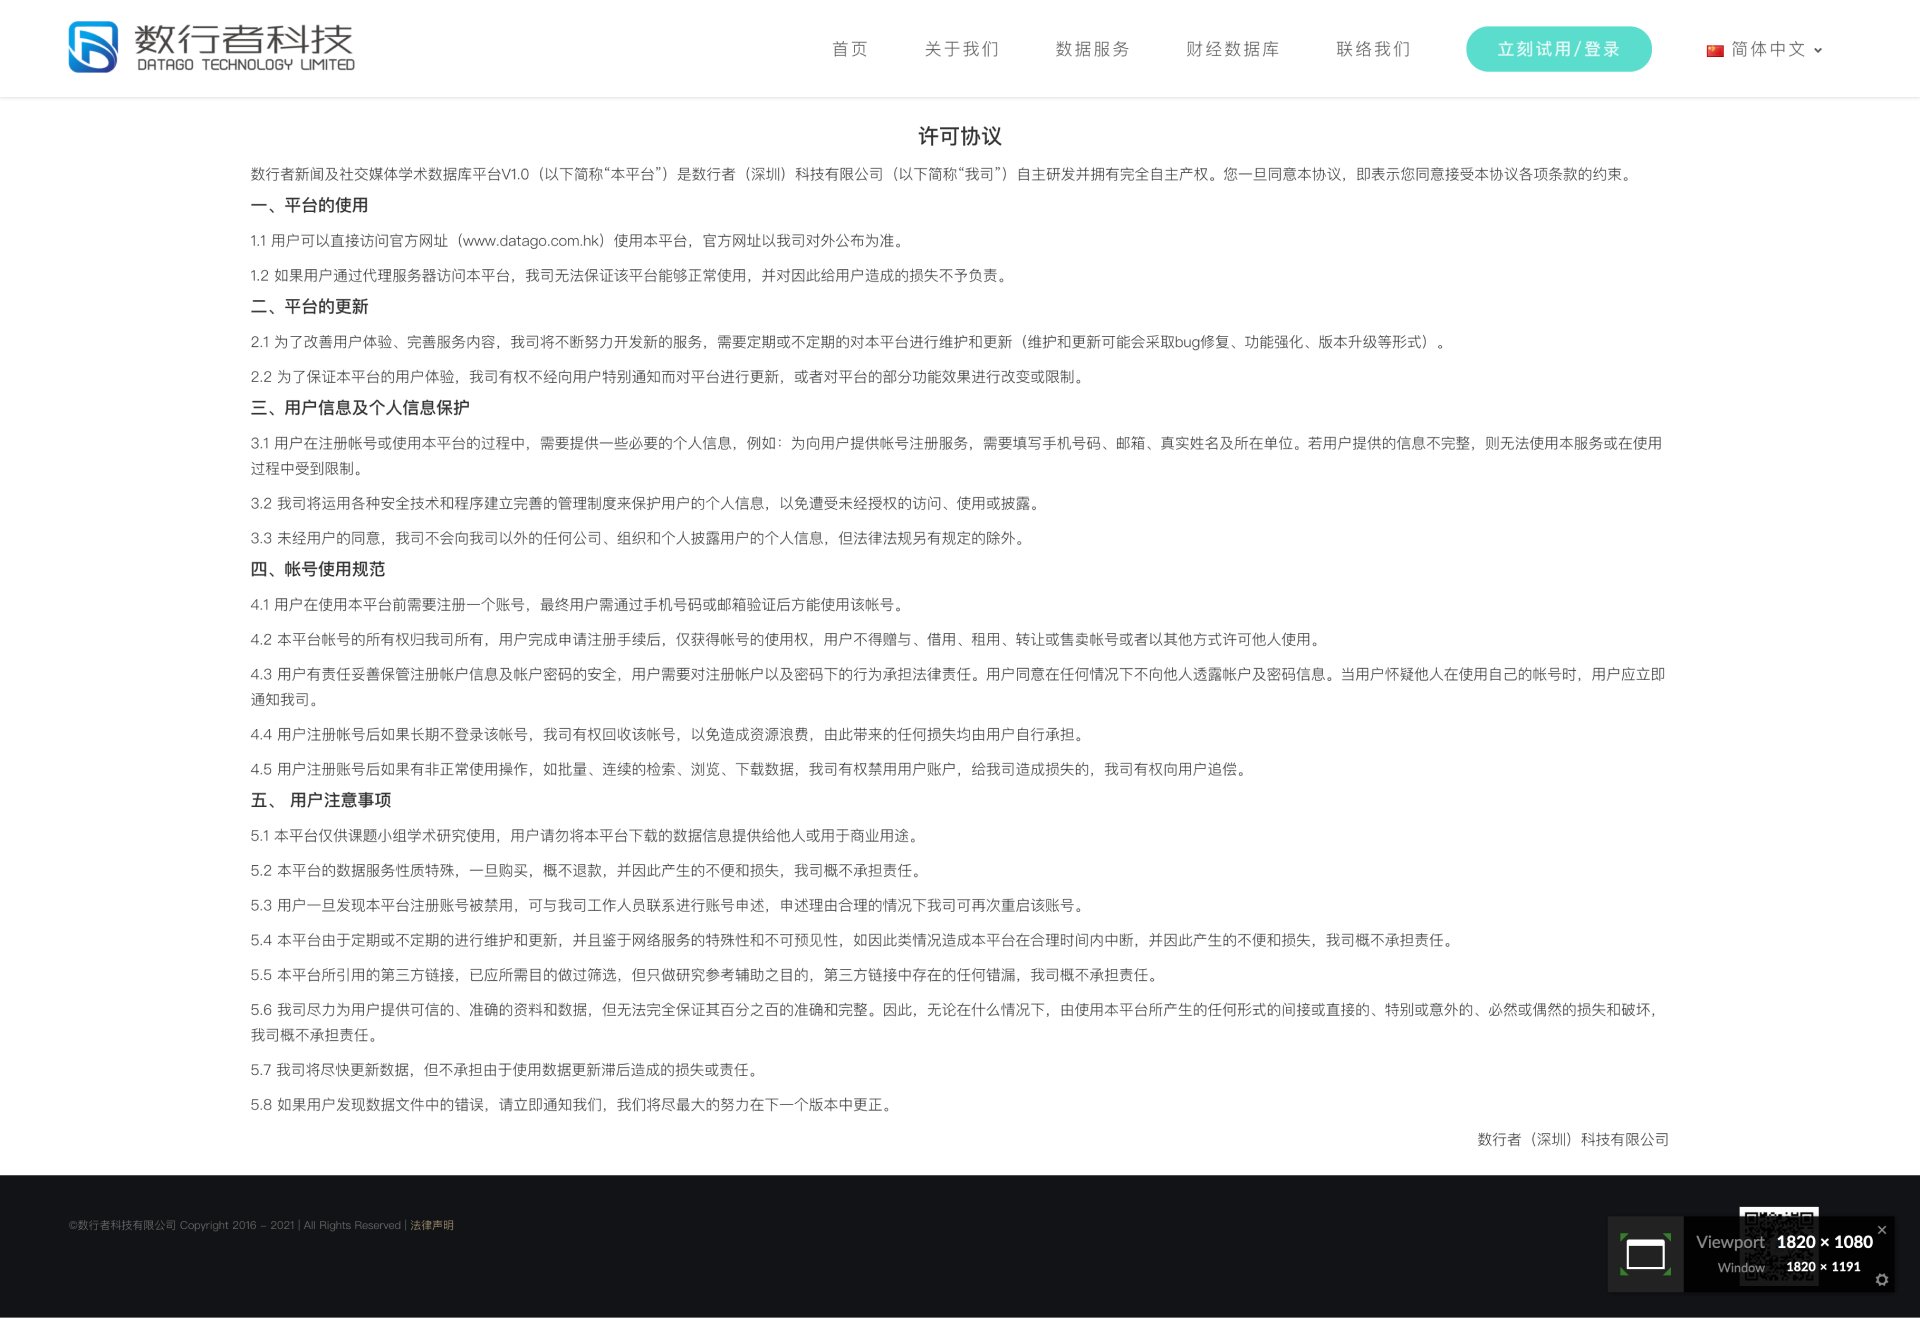 数行者科技
DATAGO TECHNOLOGY LIMITED
首页
关于我们
数据服务
财经数据库
联络我们
立刻试用/登录
简体中文
许可协议
数行者新闻及社交媒体学术数据库平台V1.0（以下简称“本平台”）是数行者（深圳）科技有限公司（以下简称“我司”）自主研发并拥有完全自主产权。您一旦同意本协议，即表示您同意接受本协议各项条款的约束。
一、平台的使用
1.1 用户可以直接访问官方网址（www.datago.com.hk）使用本平台，官方网址以我司对外公布为准。
1.2 如果用户通过代理服务器访问本平台，我司无法保证该平台能够正常使用，并对因此给用户造成的损失不予负责。
二、平台的更新
2.1 为了改善用户体验、完善服务内容，我司将不断努力开发新的服务，需要定期或不定期的对本平台进行维护和更新（维护和更新可能会采取bug修复、功能强化、版本升级等形式）。
2.2 为了保证本平台的用户体验，我司有权不经向用户特别通知而对平台进行更新，或者对平台的部分功能效果进行改变或限制。
三、用户信息及个人信息保护
3.1 用户在注册帐号或使用本平台的过程中，需要提供一些必要的个人信息，例如：为向用户提供帐号注册服务，需要填写手机号码、邮箱、真实姓名及所在单位。若用户提供的信息不完整，则无法使用本服务或在使用
过程中受到限制。
3.2 我司将运用各种安全技术和程序建立完善的管理制度来保护用户的个人信息，以免遭受未经授权的访问、使用或披露。
3.3 未经用户的同意，我司不会向我司以外的任何公司、组织和个人披露用户的个人信息，但法律法规另有规定的除外。
四、帐号使用规范
4.1 用户在使用本平台前需要注册一个账号，最终用户需通过手机号码或邮箱验证后方能使用该帐号。
4.2 本平台帐号的所有权归我司所有，用户完成申请注册手续后，仅获得帐号的使用权，用户不得赠与、借用、租用、转让或售卖帐号或者以其他方式许可他人使用。
4.3 用户有责任妥善保管注册帐户信息及帐户密码的安全，用户需要对注册帐户以及密码下的行为承担法律责任。用户同意在任何情况下不向他人透露帐户及密码信息。当用户怀疑他人在使用自己的帐号时，用户应立即
通知我司。
4.4 用户注册帐号后如果长期不登录该帐号，我司有权回收该帐号，以免造成资源浪费，由此带来的任何损失均由用户自行承担。
4.5 用户注册账号后如果有非正常使用操作，如批量、连续的检索、浏览、下载数据，我司有权禁用用户账户，给我司造成损失的，我司有权向用户追偿。
五、 用户注意事项
5.1 本平台仅供课题小组学术研究使用，用户请勿将本平台下载的数据信息提供给他人或用于商业用途。
5.2 本平台的数据服务性质特殊，一旦购买，概不退款，并因此产生的不便和损失，我司概不承担责任。
5.3 用户一旦发现本平台注册账号被禁用，可与我司工作人员联系进行账号申述，申述理由合理的情况下我司可再次重启该账号。
5.4 本平台由于定期或不定期的进行维护和更新，并且鉴于网络服务的特殊性和不可预见性，如因此类情况造成本平台在合理时间内中断，并因此产生的不便和损失，我司概不承担责任。
5.5 本平台所引用的第三方链接，已应所需目的做过筛选，但只做研究参考辅助之目的，第三方链接中存在的任何错漏，我司概不承担责任。
5.6 我司尽力为用户提供可信的、准确的资料和数据，但无法完全保证其百分之百的准确和完整。因此，无论在什么情况下，由使用本平台所产生的任何形式的间接或直接的、特别或意外的、必然或偶然的损失和破坏，
我司概不承担责任。
5.7 我司将尽快更新数据，但不承担由于使用数据更新滞后造成的损失或责任。
5.8 如果用户发现数据文件中的错误，请立即通知我们，我们将尽最大的努力在下一个版本中更正。
数行者（深圳）科技有限公司
©数行者科技有限公司 Copyright 2016 - 2021 | All Rights Reserved | 法律声明
Viewport 1820 × 1080
Window 1820 × 1191